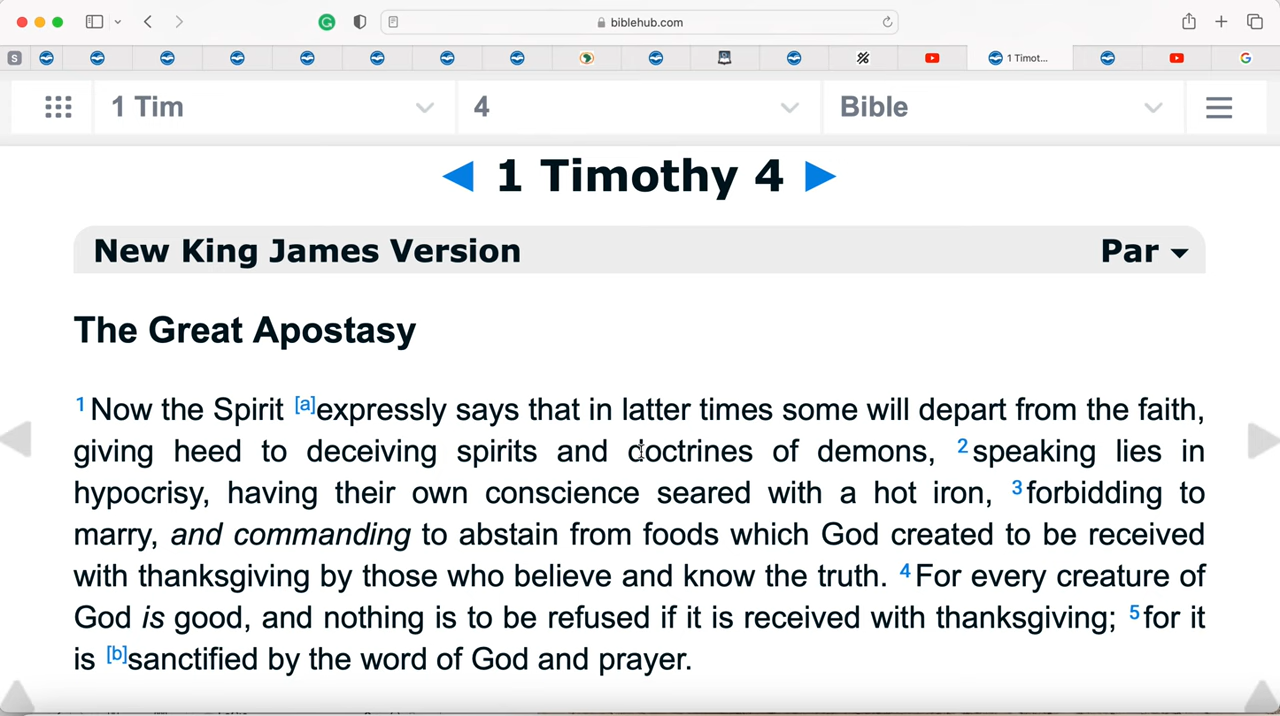 biblehub.com
S
1 Timot...
1 Tim
4
Bible
1 Timothy 4
New King James Version
Par
The Great Apostasy
1 Now the Spirit [a]expressly says that in latter times some will depart from the faith,
giving heed to deceiving spirits and doctrines of demons, 2 speaking lies in
hypocrisy, having their own conscience seared with a hot iron, 3 forbidding to
marry, and commanding to abstain from foods which God created to be received
with thanksgiving by those who believe and know the truth. 4 For every creature of
God is good, and nothing is to be refused if it is received with thanksgiving; 5 for it
is [b]sanctified by the word of God and prayer.